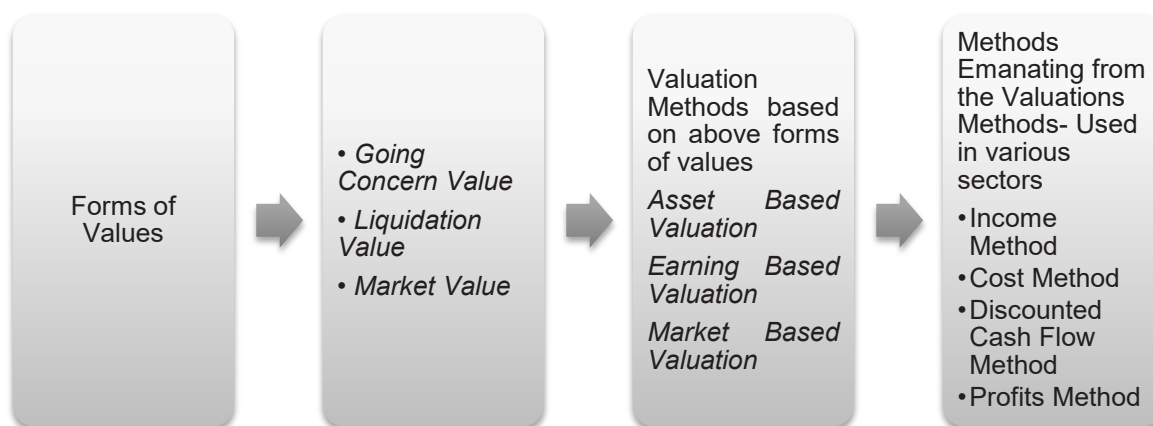 Forms of
Values
• Going
Concern Value
• Liquidation
Value
• Market Value
Valuation
Methods based
on above forms
of values
Asset Based
Valuation
Earning Based
Valuation
Market Based
Valuation
Methods
Emanating from
the Valuations
Methods- Used
in various
sectors
•Income
Method
•Cost Method
•Discounted
Cash Flow
Method
•Profits Method